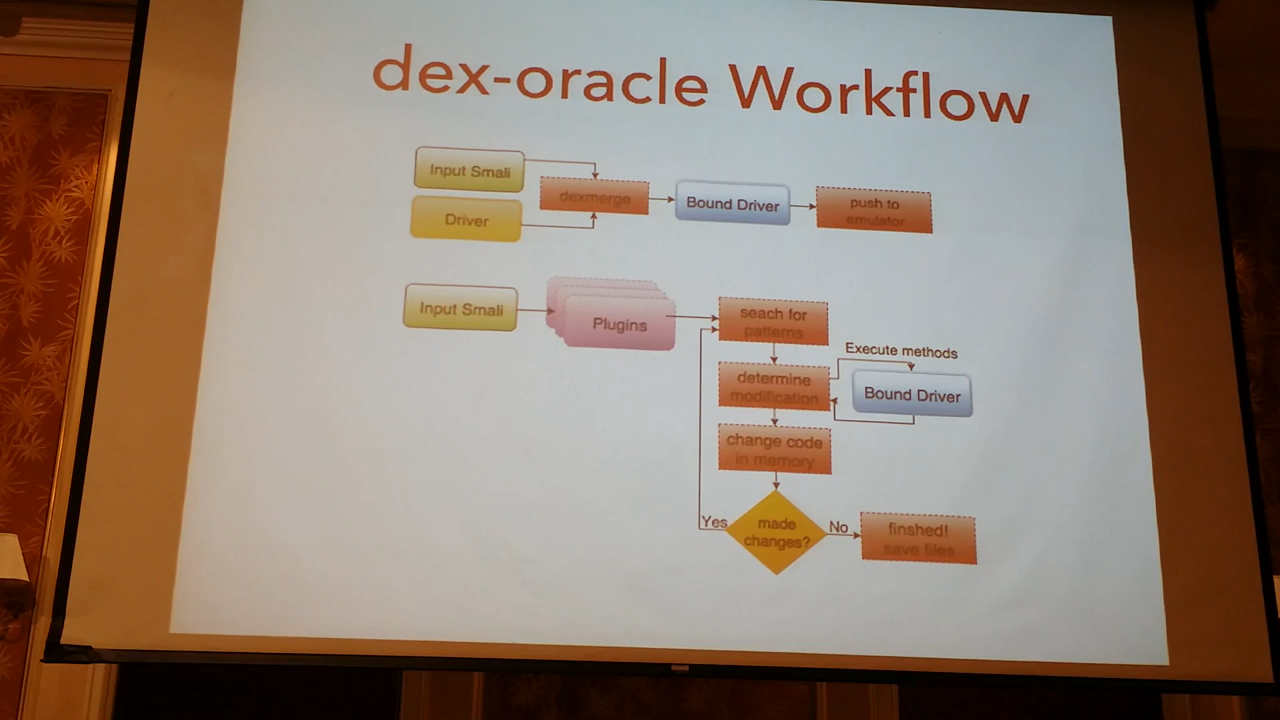 dex-oracle Workflow
Input Smali
Driver
dexmerge
Bound Driver
push to
emulator
Input Smali
Plugins
seach for
patterns
Execute methods
determine
modification
Bound Driver
change code
in memory
Yes
made
changes?
No
finshed!
save files